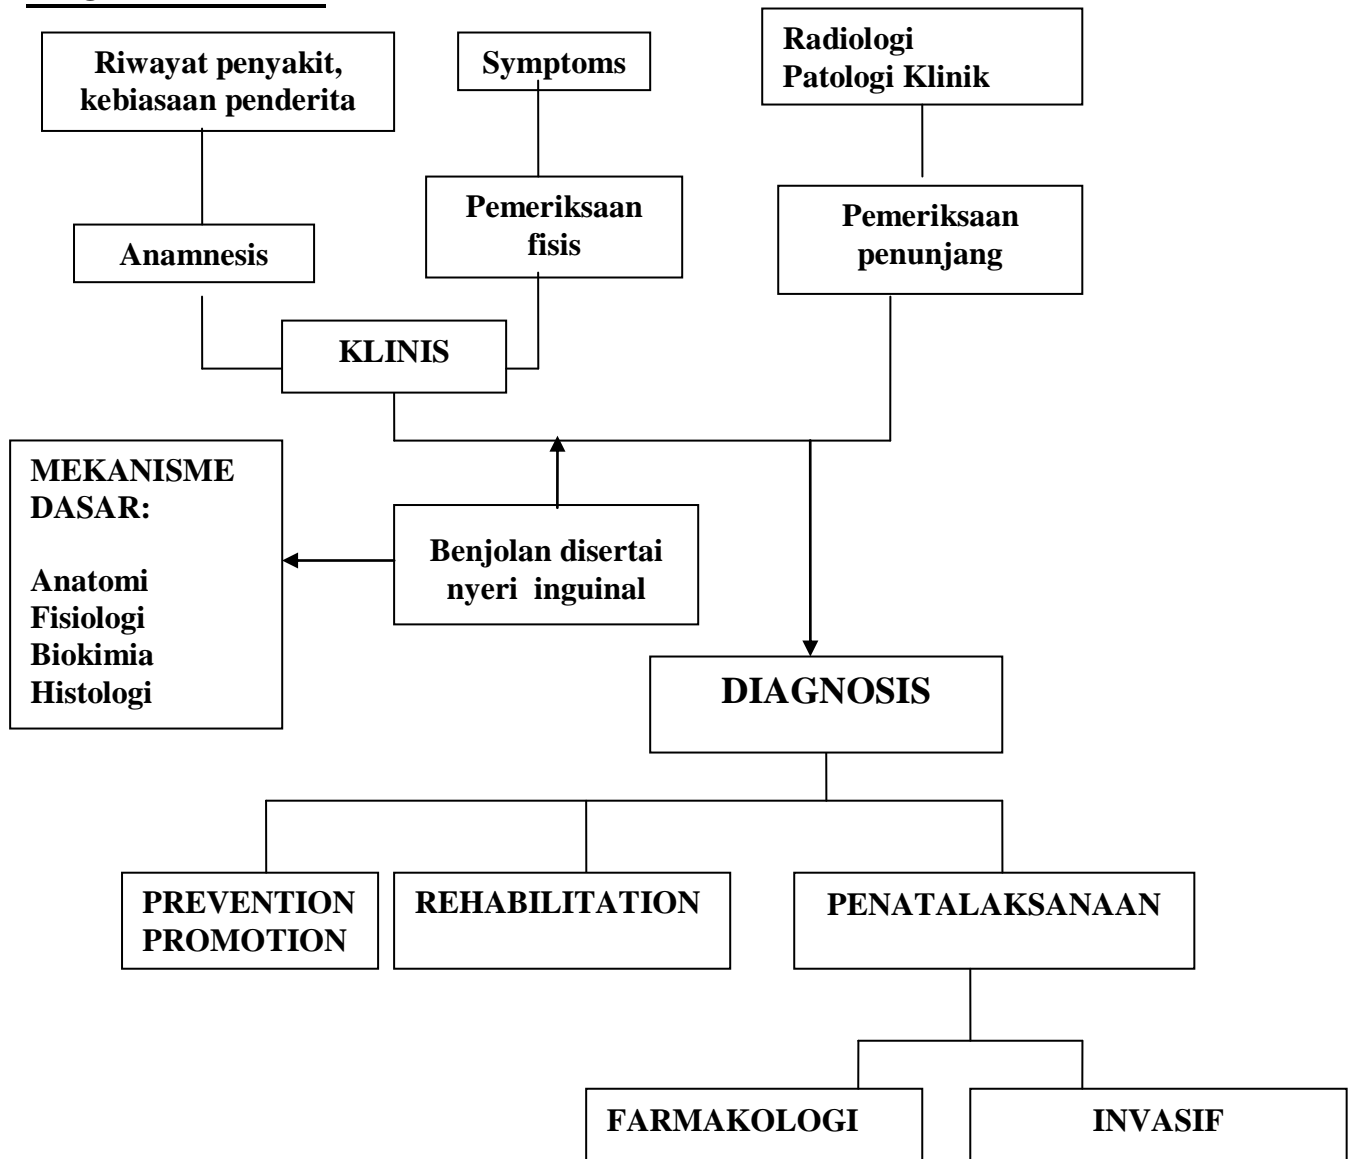 Riwayat penyakit,
kebiasaan penderita
Symptoms
Radiologi
Patologi Klinik
Anamnesis
Pemeriksaan
fisis
Pemeriksaan
penunjang
KLINIS
MEKANISME
DASAR:
Anatomi
Fisiologi
Biokimia
Histologi
Benjolan disertai
nyeri inguinal
DIAGNOSIS
PREVENTION
PROMOTION
REHABILITATION
PENATALAKSANAAN
FARMAKOLOGI
INVASIF